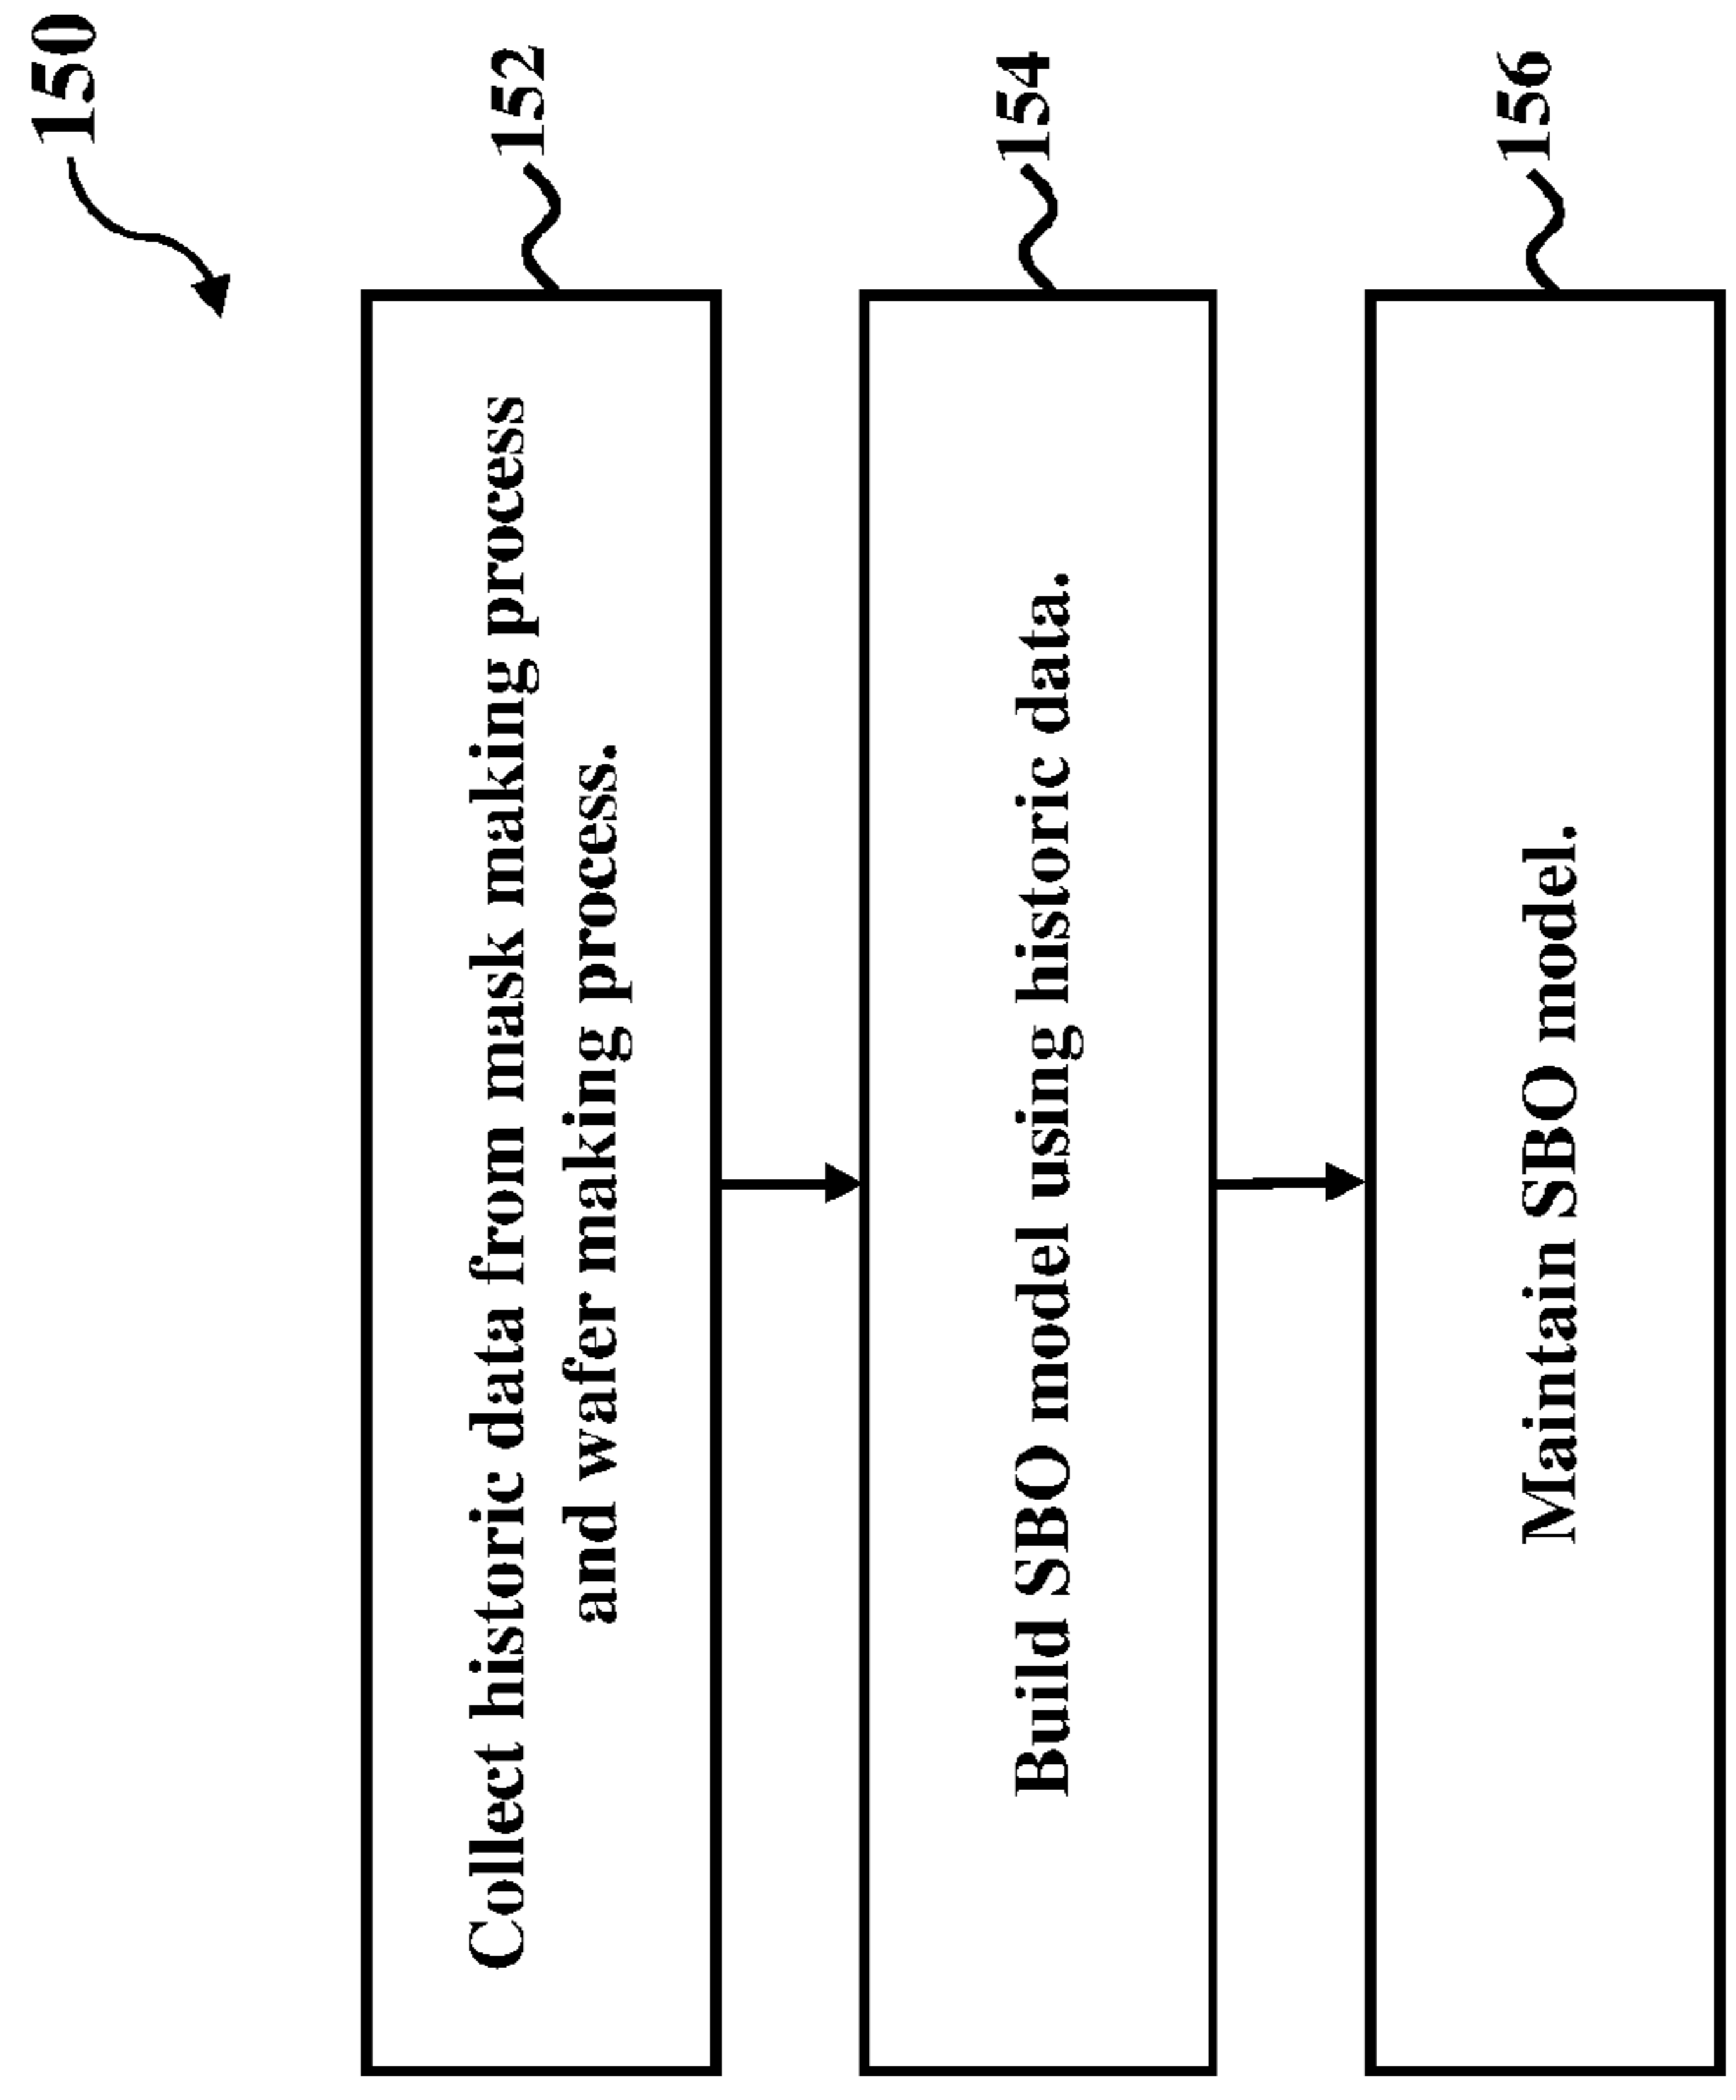 150
Collect historic data from mask making process
and wafer making process.
152
Build SBO model using historic data.
154
Maintain SBO model.
156